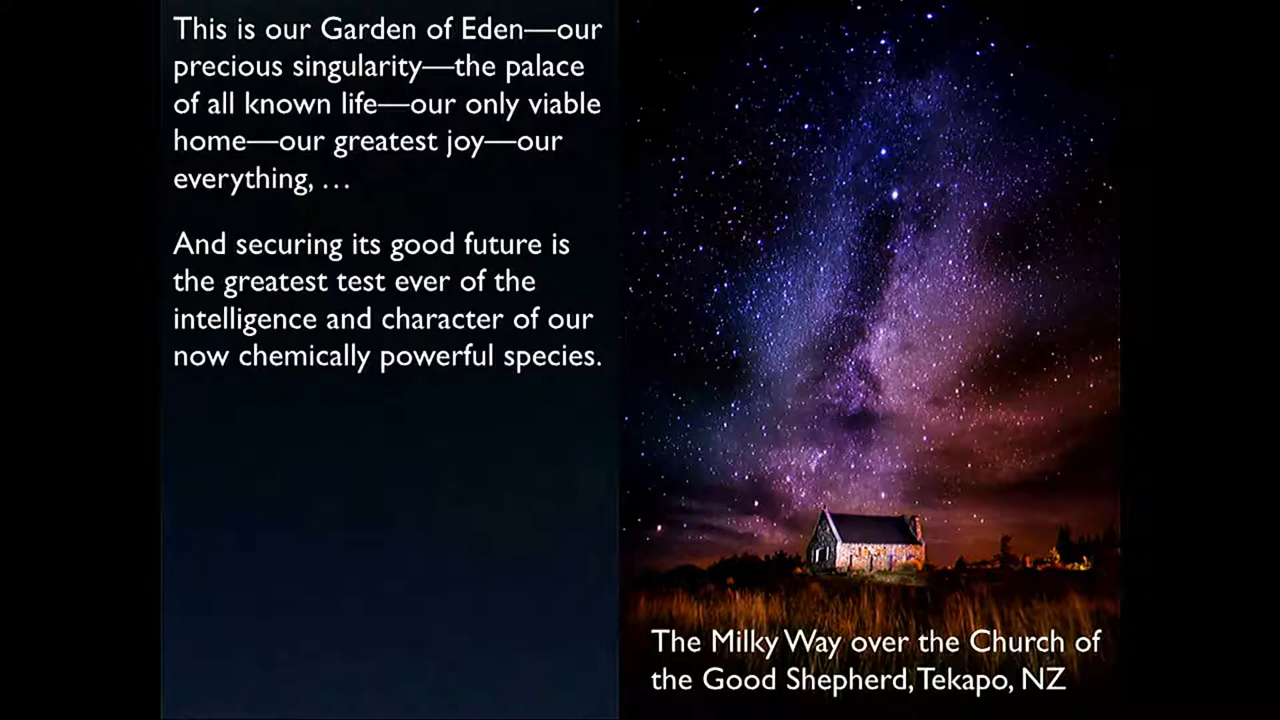 This is our Garden of Eden—our
precious singularity—the palace
of all known life—our only viable
home—our greatest joy—our
everything, …
And securing its good future is
the greatest test ever of the
intelligence and character of our
now chemically powerful species.
The Milky Way over the Church of
the Good Shepherd, Tekapo, NZ